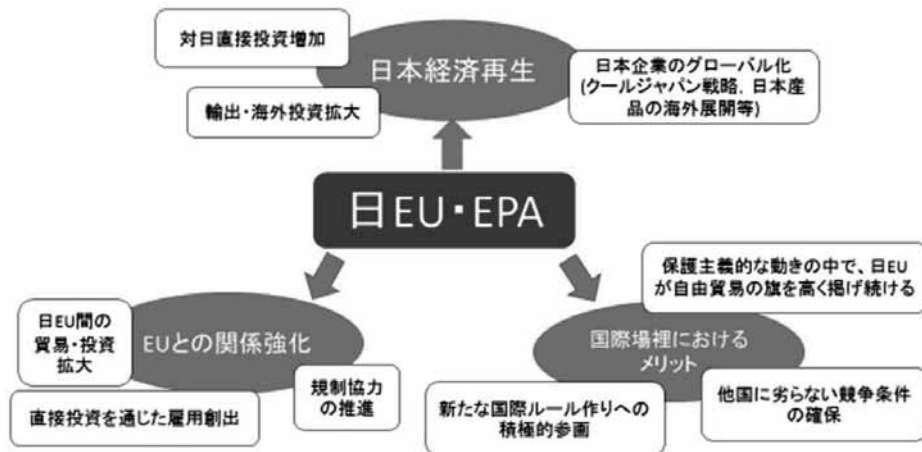 対日直接投資増加
日本経済再生
日本企業のグローバル化
(クールジャパン戦略, 日本産
品の海外展開等)
輸出・海外投資拡大
日EU・EPA
保護主義的な動きの中で、日EU
が自由貿易の旗を高く掲げ続ける
日EU間の
貿易・投資
拡大
EUとの関係強化
規制協力
の推進
直接投資を通じた雇用創出
国際場裡における
メリット
他国に劣らない競争条件
の確保
新たな国際ルール作りへの
積極的参画